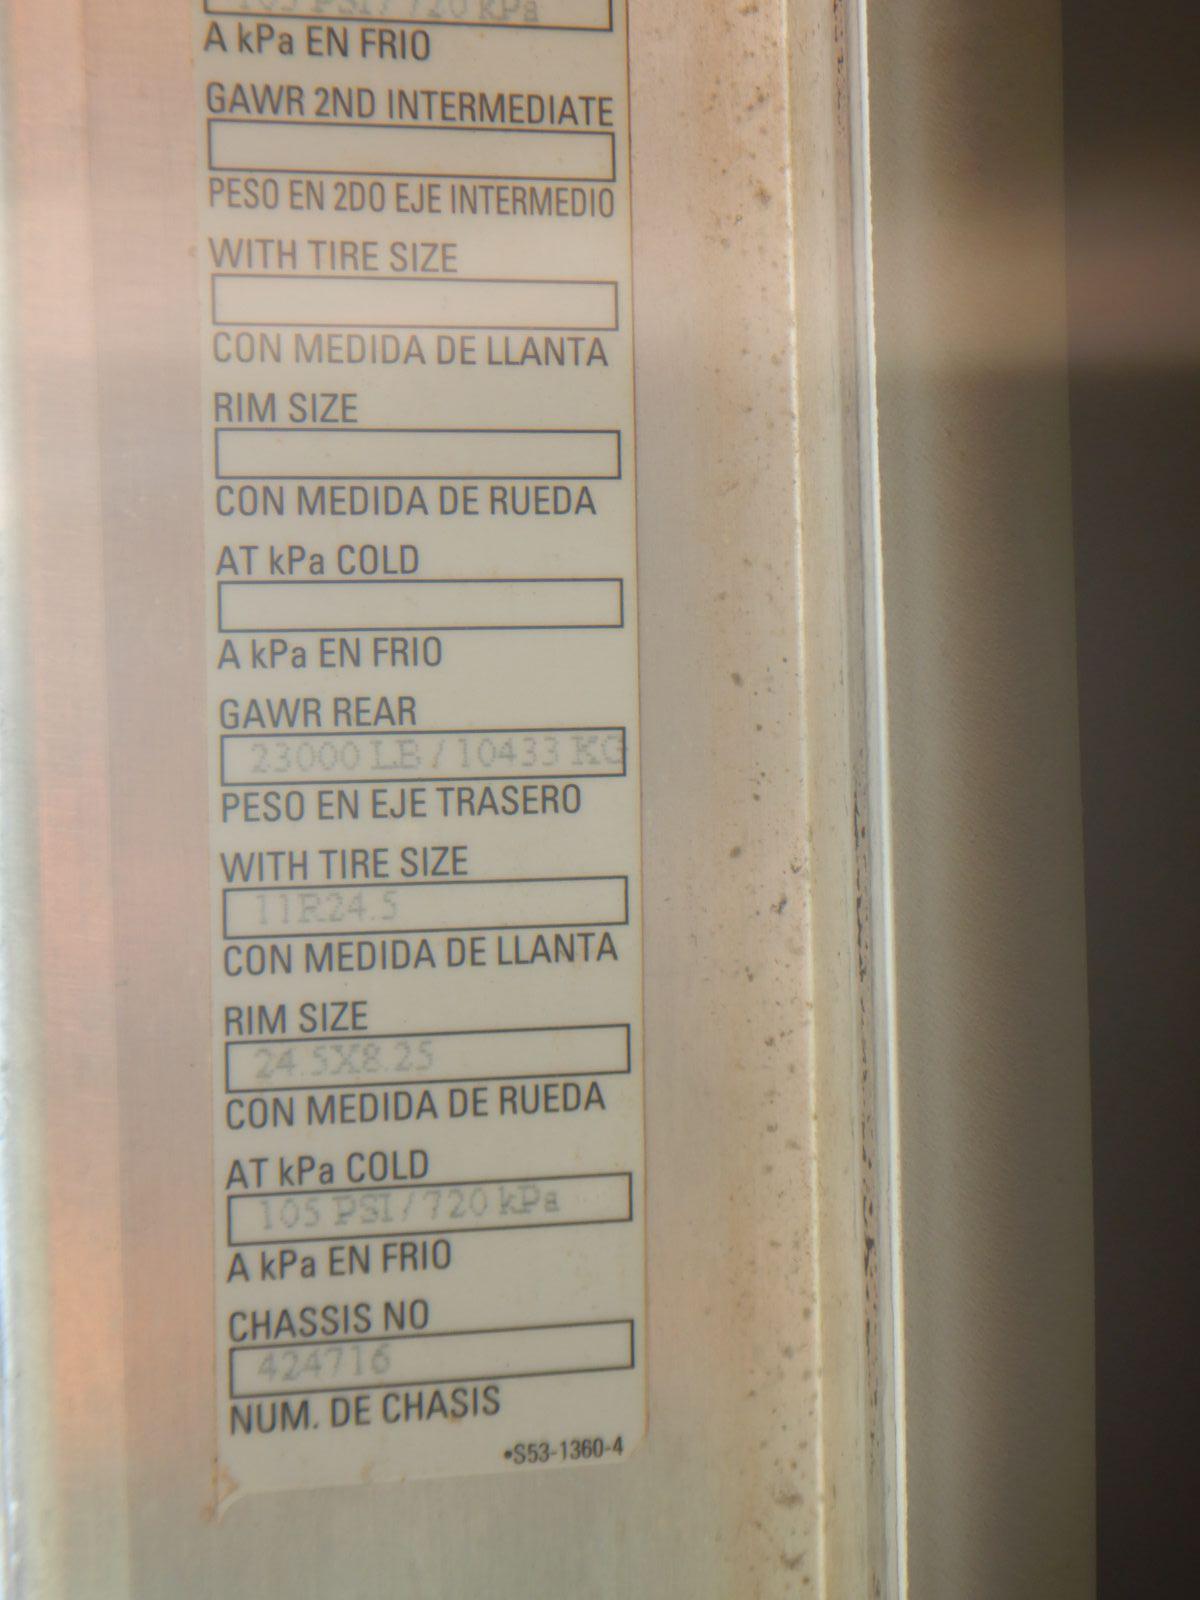 105 PSI / 720 kPa
A kPa EN FRIO
GAWR 2ND INTERMEDIATE
PESO EN 2DO EJE INTERMEDIO
WITH TIRE SIZE
CON MEDIDA DE LLANTA
RIM SIZE
CON MEDIDA DE RUEDA
AT kPa COLD
A kPa EN FRIO
GAWR REAR
23000 LB / 10433 KG
PESO EN EJE TRASERO
WITH TIRE SIZE
11R24.5
CON MEDIDA DE LLANTA
RIM SIZE
24.5X8.25
CON MEDIDA DE RUEDA
AT kPa COLD
105 PSI / 720 kPa
A kPa EN FRIO
CHASSIS NO
424716
NUM. DE CHASIS
•S53-1360-4